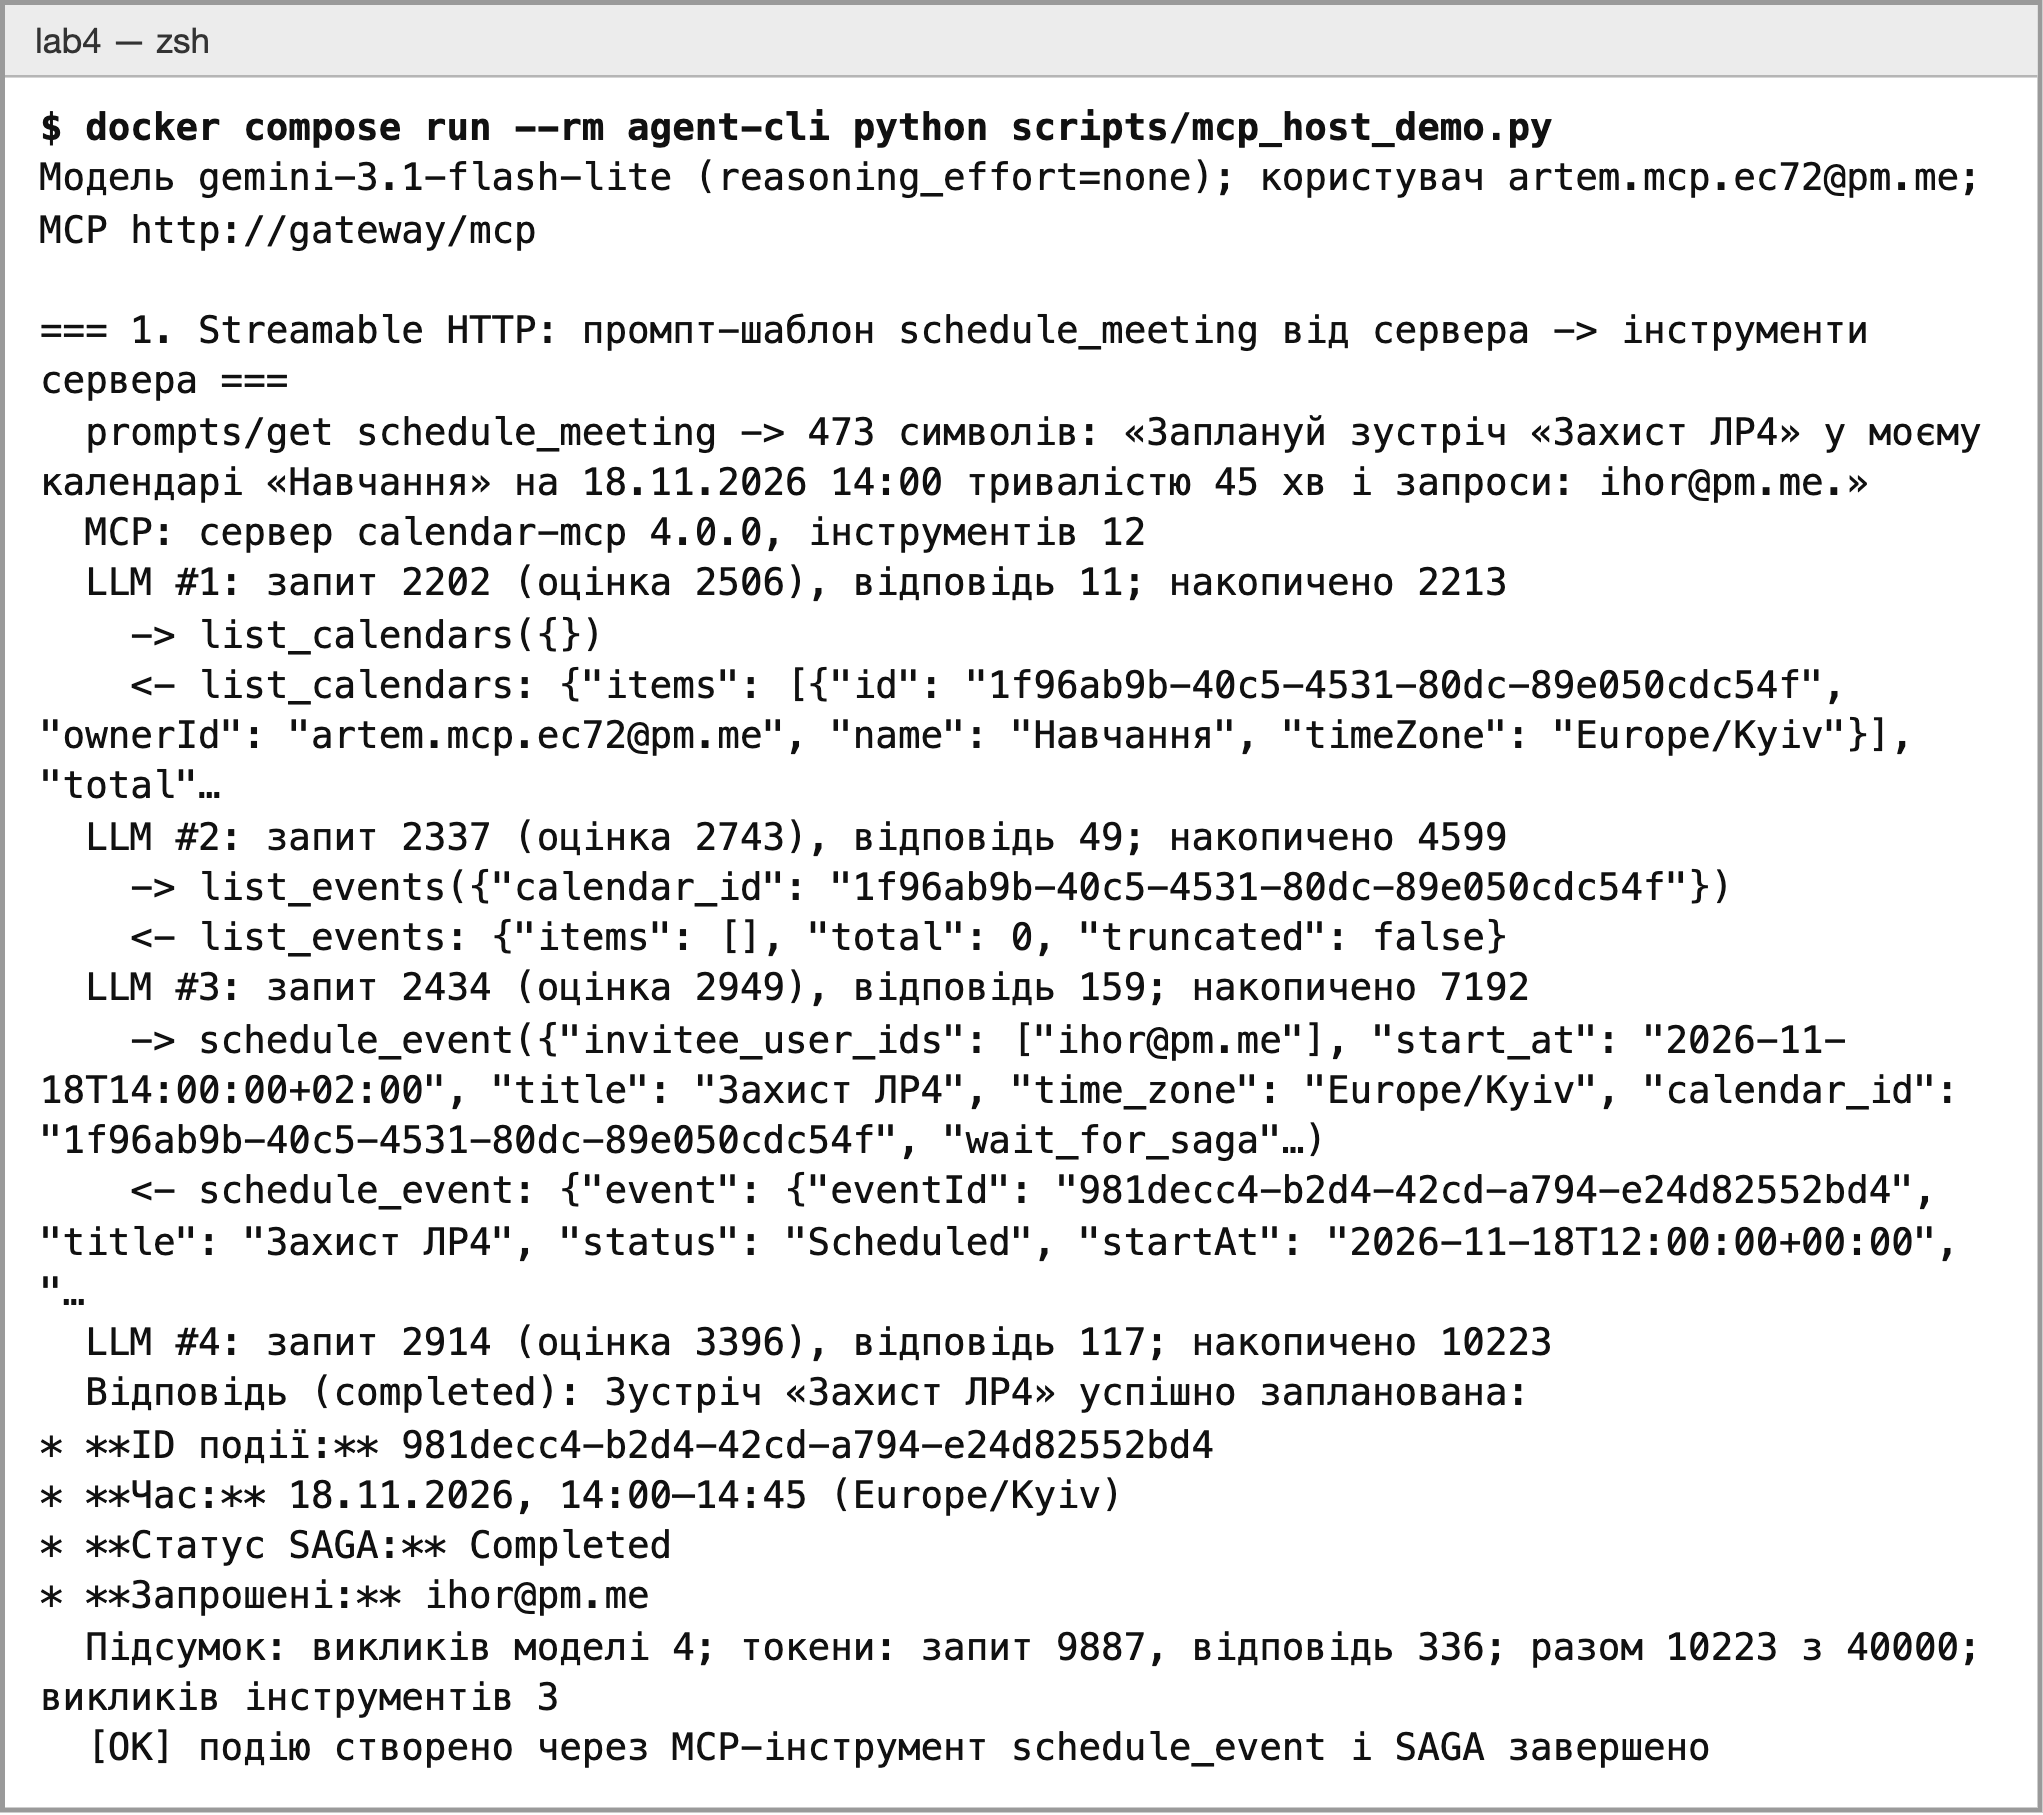 lab4 — zsh
$ docker compose run --rm agent-cli python scripts/mcp_host_demo.py
Модель gemini-3.1-flash-lite (reasoning_effort=none); користувач artem.mcp.ec72@pm.me;
MCP http://gateway/mcp
=== 1. Streamable HTTP: промпт-шаблон schedule_meeting від сервера -> інструменти
сервера ===
prompts/get schedule_meeting -> 473 символів: «Заплануй зустріч «Захист ЛР4» у моєму
календарі «Навчання» на 18.11.2026 14:00 тривалістю 45 хв і запроси: ihor@pm.me.»
MCP: сервер calendar-mcp 4.0.0, інструментів 12
LLM #1: запит 2202 (оцінка 2506), відповідь 11; накопичено 2213
-> list_calendars({})
<- list_calendars: {"items": [{"id": "1f96ab9b-40c5-4531-80dc-89e050cdc54f",
"ownerId": "artem.mcp.ec72@pm.me", "name": "Навчання", "timeZone": "Europe/Kyiv"}],
"total"…
LLM #2: запит 2337 (оцінка 2743), відповідь 49; накопичено 4599
-> list_events({"calendar_id": "1f96ab9b-40c5-4531-80dc-89e050cdc54f"})
<- list_events: {"items": [], "total": 0, "truncated": false}
LLM #3: запит 2434 (оцінка 2949), відповідь 159; накопичено 7192
-> schedule_event({"invitee_user_ids": ["ihor@pm.me"], "start_at": "2026-11-
18T14:00:00+02:00", "title": "Захист ЛР4", "time_zone": "Europe/Kyiv", "calendar_id":
"1f96ab9b-40c5-4531-80dc-89e050cdc54f", "wait_for_saga"…)
<- schedule_event: {"event": {"eventId": "981decc4-b2d4-42cd-a794-e24d82552bd4",
"title": "Захист ЛР4", "status": "Scheduled", "startAt": "2026-11-18T12:00:00+00:00",
"…
LLM #4: запит 2914 (оцінка 3396), відповідь 117; накопичено 10223
Відповідь (completed): Зустріч «Захист ЛР4» успішно запланована:
* **ID події:** 981decc4-b2d4-42cd-a794-e24d82552bd4
* **Час:** 18.11.2026, 14:00–14:45 (Europe/Kyiv)
* **Статус SAGA:** Completed
* **Запрошені:** ihor@pm.me
Підсумок: викликів моделі 4; токени: запит 9887, відповідь 336; разом 10223 з 40000;
викликів інструментів 3
[OK] подію створено через MCP-інструмент schedule_event і SAGA завершено